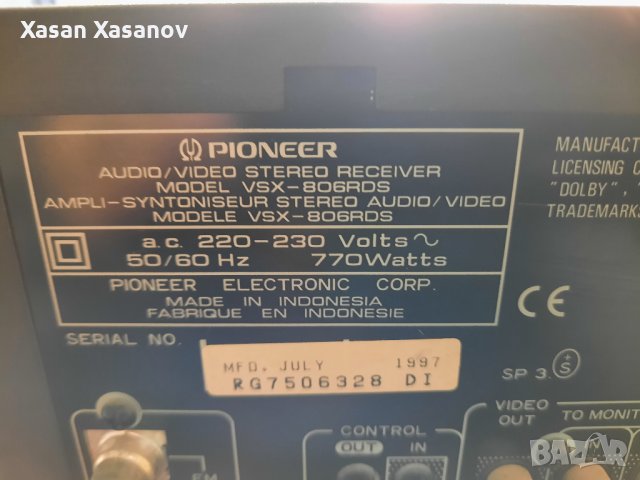 Xasan Xasanov
PIONEER
AUDIO/VIDEO STEREO RECEIVER
MODEL VSX-806RDS
AMPLI-SYNTONISEUR STEREO AUDIO/VIDEO
MODELE VSX-806RDS
a.c. 220-230 Volts~
50/60 Hz 770Watts
PIONEER ELECTRONIC CORP.
MADE IN INDONESIA
FABRIQUE EN INDONESIE
MANUFACT
LICENSING C
"DOLBY",
TRADEMARKS
CE
SERIAL NO.
MFD. JULY 1997
RG7506328 DI
SP 3.
S
CONTROL
OUT IN
VIDEO
OUT
TO MONIT
FM
BAZAR